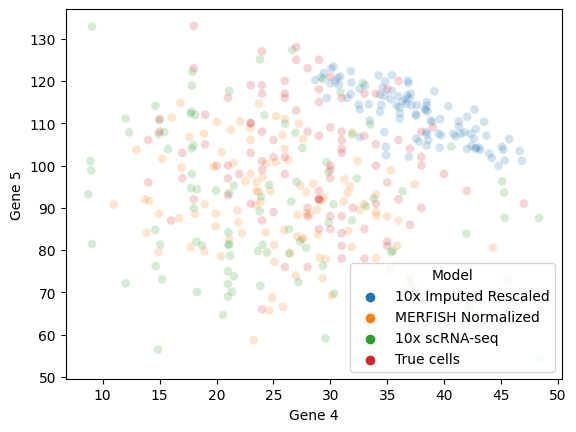 130
120
110
100
90
80
70
60
50
Gene 5
Model
10x Imputed Rescaled
MERFISH Normalized
10x scRNA-seq
True cells
10 15 20 25 30 35 40 45 50
Gene 4